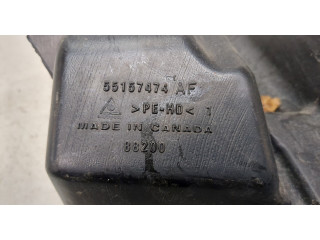 55157474 AF
>PE-HD< 1
MADE IN CANADA
88200